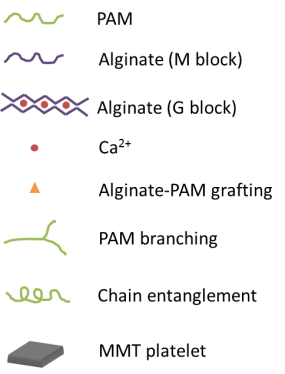 PAM
Alginate (M block)
Alginate (G block)
Ca²⁺
Alginate-PAM grafting
PAM branching
Chain entanglement
MMT platelet